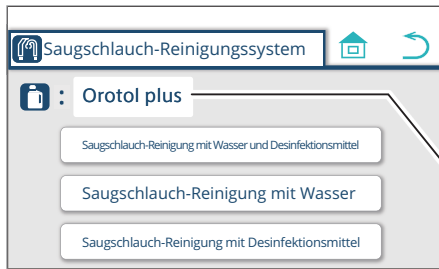 Saugschlauch-Reinigungssystem
: Orotol plus
Saugschlauch-Reinigung mit Wasser und Desinfektionsmittel
Saugschlauch-Reinigung mit Wasser
Saugschlauch-Reinigung mit Desinfektionsmittel